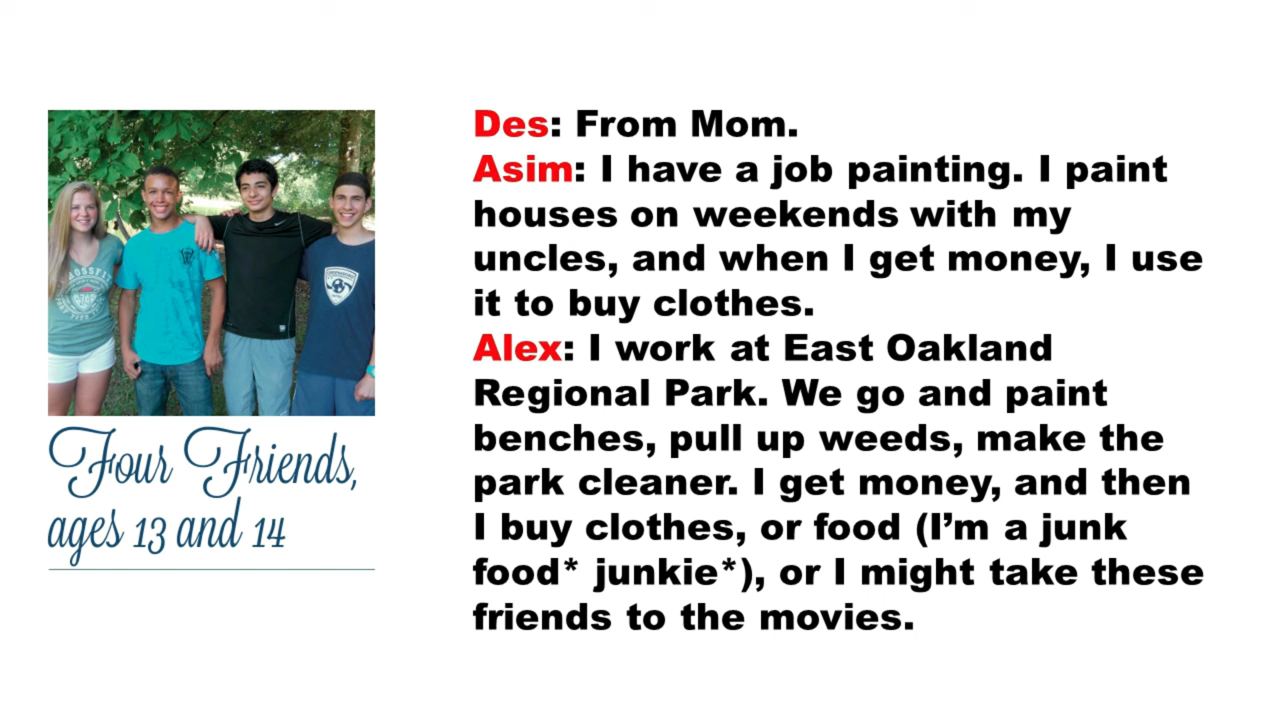 Des: From Mom.
Asim: I have a job painting. I paint
houses on weekends with my
uncles, and when I get money, I use
it to buy clothes.
Alex: I work at East Oakland
Regional Park. We go and paint
benches, pull up weeds, make the
park cleaner. I get money, and then
I buy clothes, or food (I’m a junk
food* junkie*), or I might take these
friends to the movies.
Four Friends,
ages 13 and 14